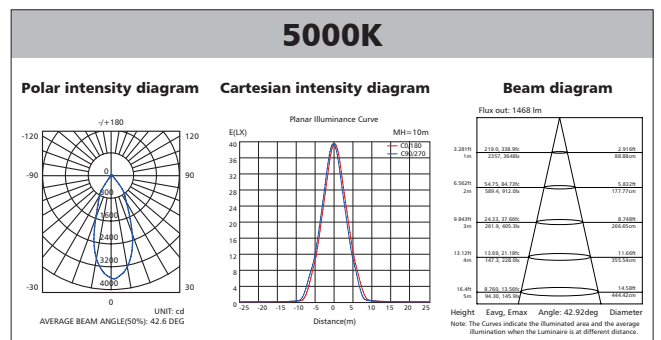 5000K
Polar intensity diagram
Cartesian intensity diagram
Beam diagram
-/+180
-120
120
-90
90
-30
30
0
0
800
1600
2400
3200
4000
UNIT: cd
AVERAGE BEAM ANGLE(50%): 42.6 DEG
Planar Illuminance Curve
E(LX)
MH=10m
C0/180
C90/270
40
36
32
28
24
20
16
12
8
4
0
-25 -20 -15 -10 -5 0 5 10 15 20 25
Distance(m)
Flux out: 1468 lm
3.281ft 219.0, 338.9fc 2.916ft
1m 2357, 3648lx 88.88cm
6.562ft 54.75, 84.73fc 5.832ft
2m 589.4, 912.0lx 177.77cm
9.843ft 24.33, 37.66fc 8.748ft
3m 261.9, 405.3lx 266.65cm
13.12ft 13.69, 21.18fc 11.66ft
4m 147.3, 228.0lx 355.54cm
16.4ft 8.760, 13.56fc 14.58ft
5m 94.30, 145.9lx 444.42cm
Height Eavg, Emax Angle: 42.92deg Diameter
Note: The Curves indicate the illuminated area and the average
illumination when the Luminaire is at different distance.